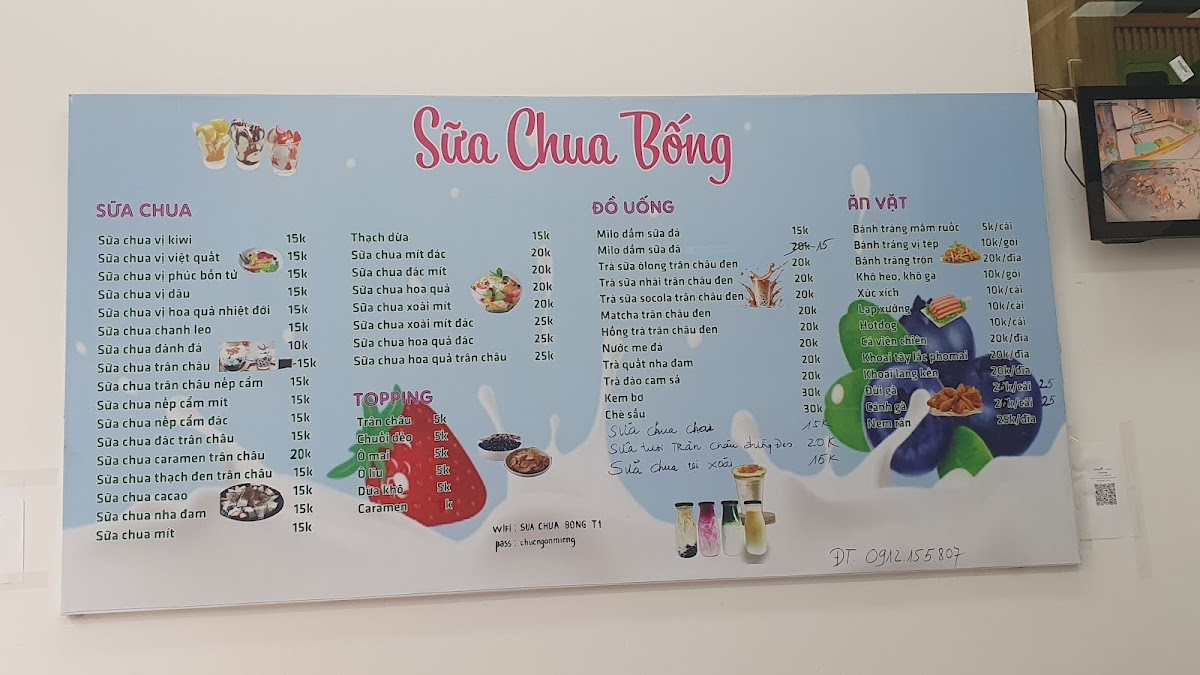 Sữa Chua Bống
SỮA CHUA
Sữa chua vị kiwi 15k
Sữa chua vị việt quất 15k
Sữa chua vị phúc bồn tử 15k
Sữa chua vị dâu 15k
Sữa chua vị hoa quả nhiệt đới 15k
Sữa chua chanh leo 15k
Sữa chua đánh đá 10k
Sữa chua trân châu 15k
Sữa chua trân châu nếp cẩm 15k
Sữa chua nếp cẩm mít 15k
Sữa chua nếp cẩm đác 15k
Sữa chua đác trân châu 15k
Sữa chua caramen trân châu 20k
Sữa chua thạch đen trân châu 15k
Sữa chua cacao 15k
Sữa chua nha đam 15k
Sữa chua mít 15k
Thạch dừa 15k
Sữa chua mít đác 20k
Sữa chua đác mít 20k
Sữa chua hoa quả 20k
Sữa chua xoài mít 20k
Sữa chua xoài mít đác 25k
Sữa chua hoa quả đác 25k
Sữa chua hoa quả trân châu 25k
TOPPING
Trân châu 5k
Chuối dẻo 5k
Ô mai 5k
Ô liu 5k
Dừa khô 5k
Caramen k
Wifi : SUA CHUA BONG T1
pass : chucngonmieng
ĐỒ UỐNG
Milo dầm sữa đá 15k
Milo dầm sữa đá 20k 15
Trà sữa ôlong trân châu đen 20k
Trà sữa nhài trân châu đen 20k
Trà sữa socola trân châu đen 20k
Matcha trân châu đen 20k
Hồng trà trân châu đen 20k
Nước me đá 20k
Trà quất nha đam 20k
Trà đào cam sả 20k
Kem bơ 30k
Chè sầu 30k
Sữa chua 15K
Sữa tươi Trân Châu đường Đen 20K
Sữa chua xoài 15K
ĂN VẶT
Bánh tráng mắm ruốc 5k/cái
Bánh tráng vị tép 10k/gói
Bánh tráng trộn 20k/đĩa
Khô heo, khô gà 10k/gói
Xúc xích 10k/cái
Lạp xưởng 10k/cái
Hotdog 10k/cái
Cá viên chiên 20k/đĩa
Khoai tây lắc phomai 20k/đĩa
Khoai lang kén 20k/đĩa
Đùi gà /cái 25
Cánh gà /cái 25
Nem rán 25k/đĩa
ĐT 0912.155807